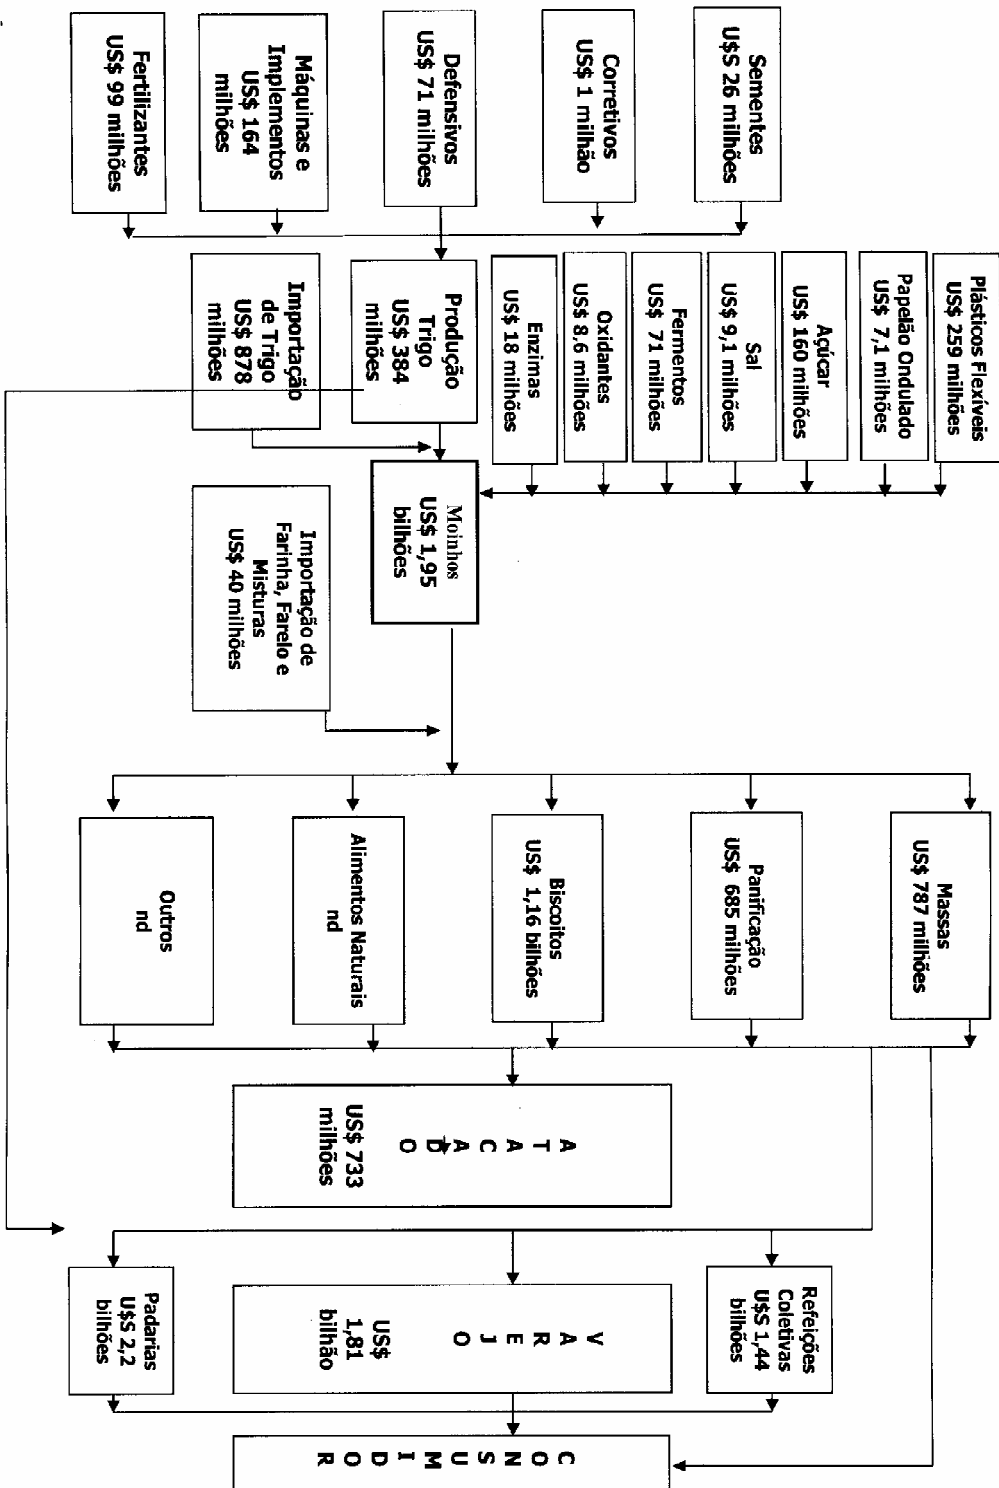 Sementes
U$S 26 milhões
Corretivos
US$ 1 milhão
Defensivos
US$ 71 milhões
Máquinas e
Implementos
US$ 164
milhões
Fertilizantes
US$ 99 milhões
Plásticos Flexíveis
US$ 259 milhões
Papelão Ondulado
US$ 7,1 milhões
Açúcar
US$ 160 milhões
Sal
US$ 9,1 milhões
Fermentos
US$ 71 milhões
Oxidantes
US$ 8,6 milhões
Enzimas
US$ 18 milhões
Produção
Trigo
US$ 384
milhões
Importação
de Trigo
US$ 878
milhões
Moinhos
US$ 1,95
bilhões
Importação de
Farinha, Farelo e
Misturas
US$ 40 milhões
Massas
US$ 787 milhões
Panificação
US$ 685 milhões
Biscoitos
US$ 1,16 bilhões
Alimentos Naturais
nd
Outros
nd
A T A C A D O
US$ 733
milhões
Refeições
Coletivas
U$S 1,44
bilhões
V A R E J O
US$
1,81
bilhão
Padarias
U$S 2,2
bilhões
C O N S U M I D O R